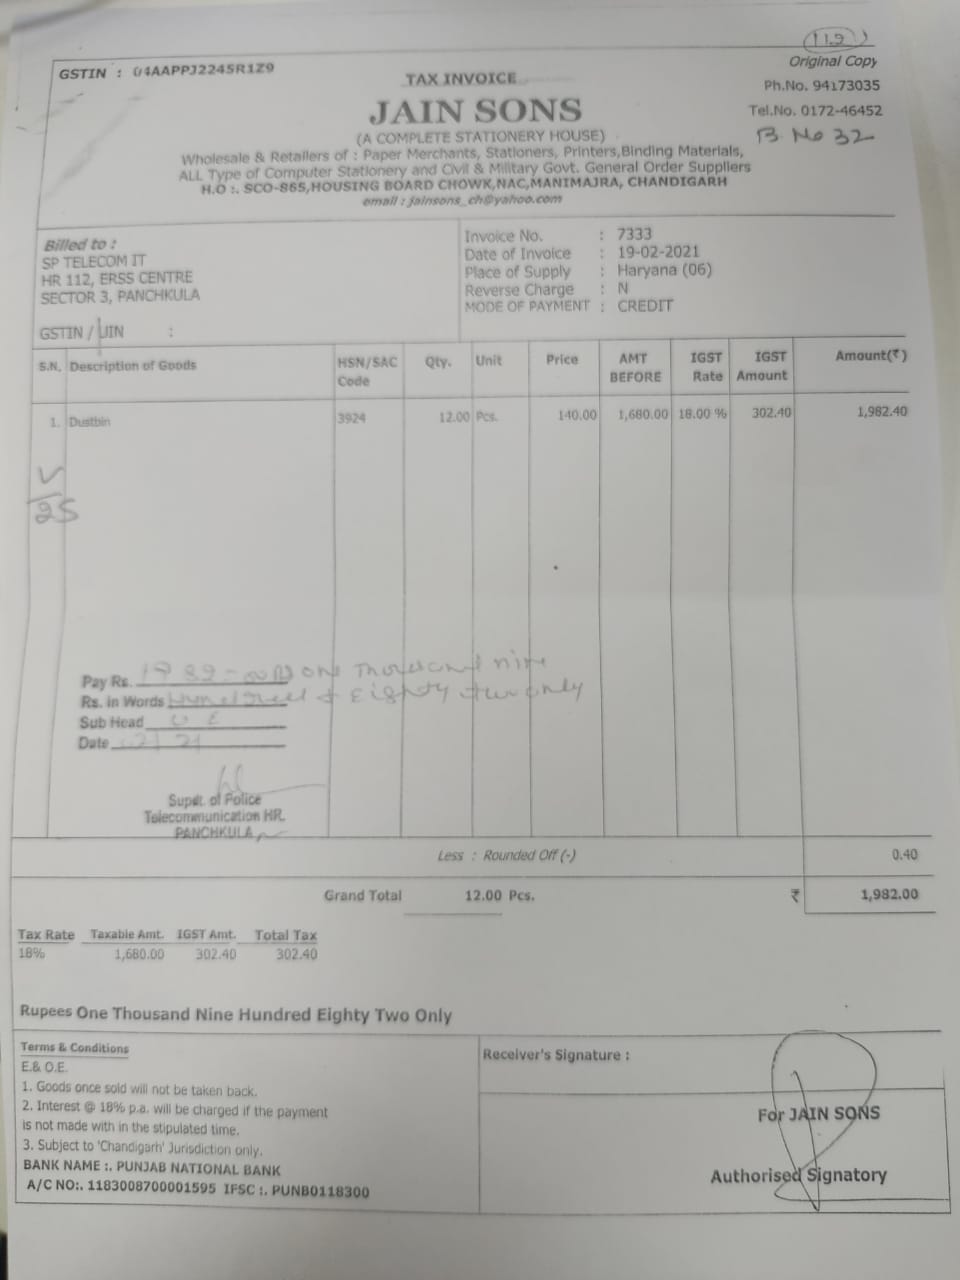 119
GSTIN : 04AAPPJ2245R1Z9
Original Copy
TAX INVOICE
Ph.No. 94173035
JAIN SONS
Tel.No. 0172-46452
(A COMPLETE STATIONERY HOUSE)
B No 32
Wholesale & Retailers of : Paper Merchants, Stationers, Printers,Binding Materials,
ALL Type of Computer Stationery and Civil & Military Govt. General Order Suppliers
H.O :. SCO-865,HOUSING BOARD CHOWK,NAC,MANIMAJRA, CHANDIGARH
email : jainsons_ch@yahoo.com
Billed to :
SP TELECOM IT
HR 112, ERSS CENTRE
SECTOR 3, PANCHKULA
GSTIN / UIN :
Invoice No. : 7333
Date of Invoice : 19-02-2021
Place of Supply : Haryana (06)
Reverse Charge : N
MODE OF PAYMENT : CREDIT
S.N. Description of Goods HSN/SAC Code Qty. Unit Price AMT BEFORE IGST Rate IGST Amount Amount(₹)
1. Dustbin 3924 12.00 Pcs. 140.00 1,680.00 18.00 % 302.40 1,982.40
V/25
Pay Rs. 1982-00 Rs one Thousand nine
Rs. in Words Hundred & Eighty two only
Sub Head O E
Date
Supdt. of Police
Telecommunication HR.
PANCHKULA
Less : Rounded Off (-) 0.40
Grand Total 12.00 Pcs. ₹ 1,982.00
Tax Rate Taxable Amt. IGST Amt. Total Tax
18% 1,680.00 302.40 302.40
Rupees One Thousand Nine Hundred Eighty Two Only
Terms & Conditions
E.& O.E.
1. Goods once sold will not be taken back.
2. Interest @ 18% p.a. will be charged if the payment
is not made with in the stipulated time.
3. Subject to 'Chandigarh' Jurisdiction only.
BANK NAME :. PUNJAB NATIONAL BANK
A/C NO:. 1183008700001595 IFSC :. PUNB0118300
Receiver's Signature :
For JAIN SONS
Authorised Signatory